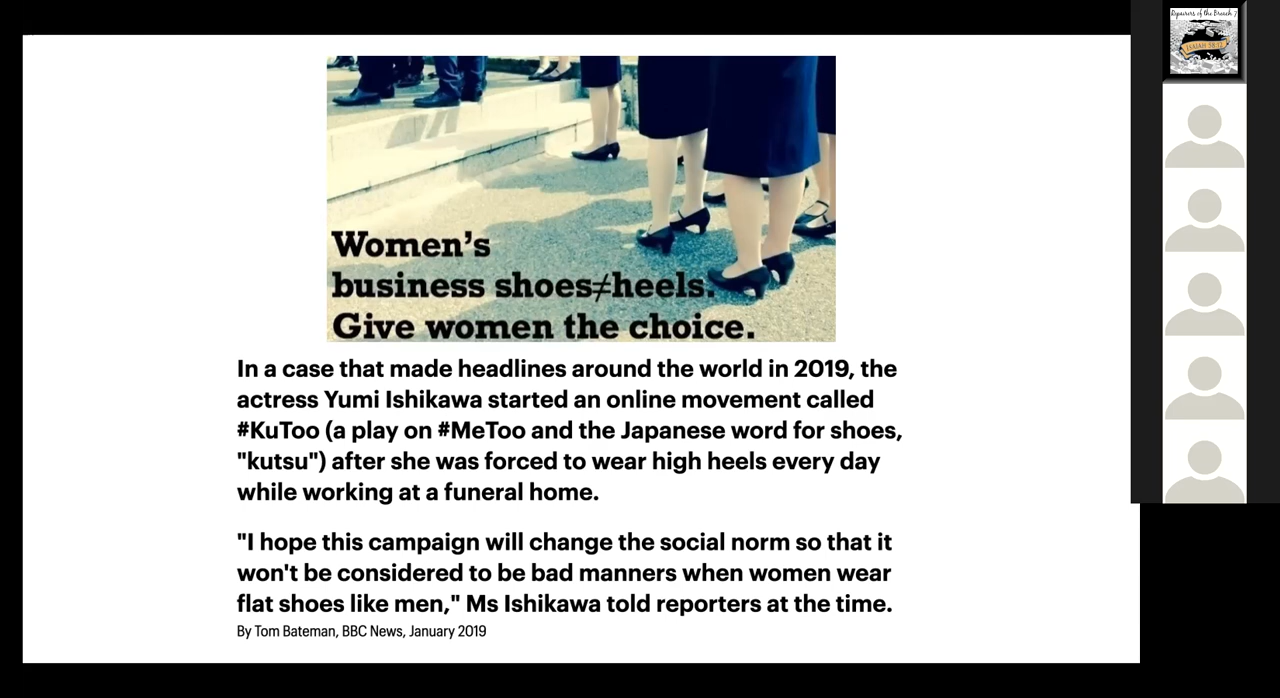 Women's
business shoes≠heels.
Give women the choice.
In a case that made headlines around the world in 2019, the
actress Yumi Ishikawa started an online movement called
#KuToo (a play on #MeToo and the Japanese word for shoes,
"kutsu") after she was forced to wear high heels every day
while working at a funeral home.
"I hope this campaign will change the social norm so that it
won't be considered to be bad manners when women wear
flat shoes like men," Ms Ishikawa told reporters at the time.
By Tom Bateman, BBC News, January 2019
Repairers of the Breach 7
ISAIAH 58:12